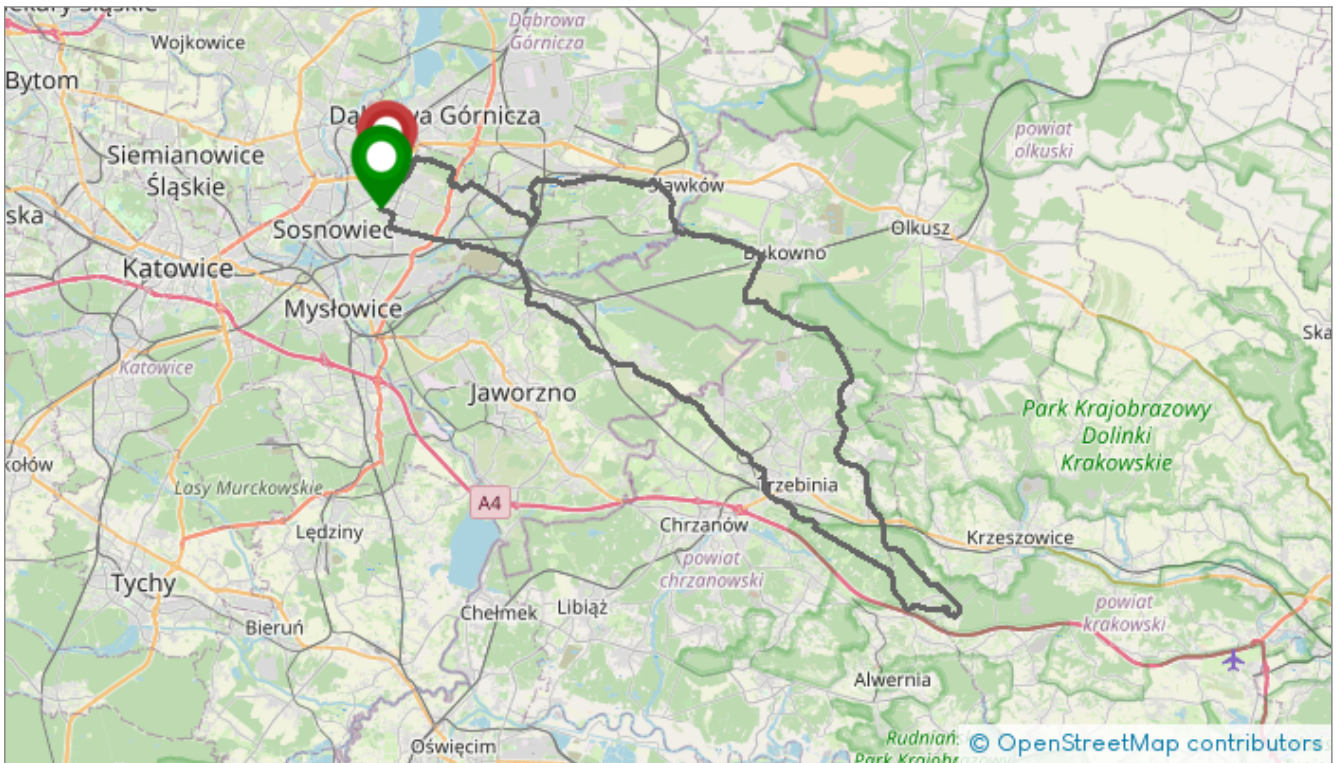 Wojkowice
Dąbrowa
Górnicza
Bytom
Siemianowice
Śląskie
powiat
olkuski
Sławków
Olkusz
Sosnowiec
Katowice
Bukowno
Mysłowice
Katowice
Jaworzno
Park Krajobrazowy
Dolinki
Krakowskie
Lasy Murckowskie
Trzebinia
A4
Chrzanów
Lędziny
Krzeszowice
powiat
chrzanowski
Tychy
Chełmek
Libiąż
powiat
krakowski
Bieruń
Alwernia
Oświęcim
© OpenStreetMap contributors